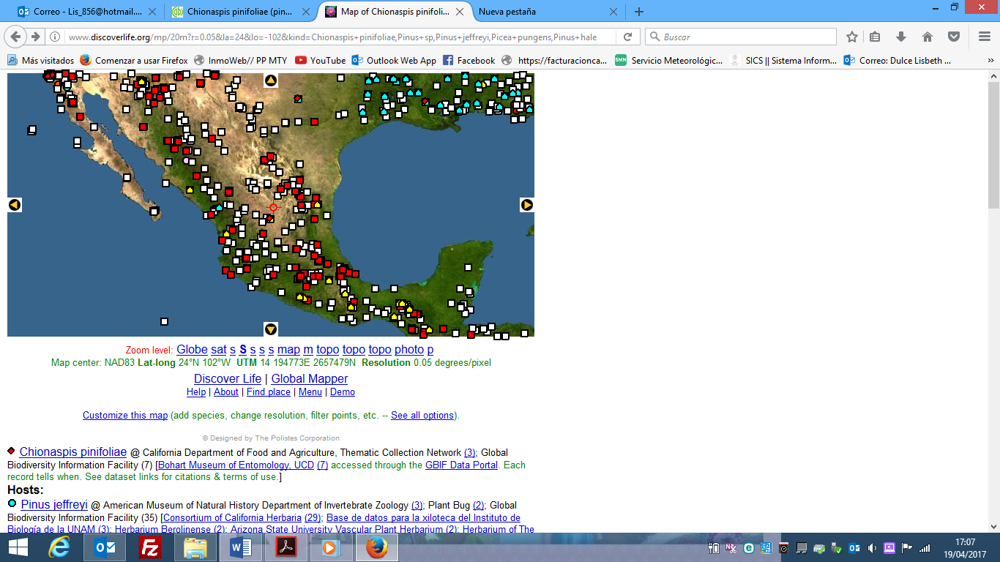 Correo - Lis_856@hotmail....
Chionaspis pinifoliae (pin...
Map of Chionaspis pinifoli...
Nueva pestaña
www.discoverlife.org/mp/20m?r=0.05&la=24&lo=-102&kind=Chionaspis+pinifoliae,Pinus+sp,Pinus+jeffreyi,Picea+pungens,Pinus+hale
Buscar
Más visitados
Comenzar a usar Firefox
InmoWeb// PP MTY
YouTube
Outlook Web App
Facebook
https://facturacionca...
SMN
Servicio Meteorológic...
SICS || Sistema Inform...
Correo: Dulce Lisbeth ...
Zoom level: Globe sat s S s s s map m topo topo topo photo p
Map center: NAD83 Lat-long 24°N 102°W UTM 14 194773E 2657479N Resolution 0.05 degrees/pixel
Discover Life | Global Mapper
Help | About | Find place | Menu | Demo
Customize this map (add species, change resolution, filter points, etc. -- See all options).
© Designed by The Polistes Corporation
Chionaspis pinifoliae @ California Department of Food and Agriculture, Thematic Collection Network (3); Global
Biodiversity Information Facility (7) [Bohart Museum of Entomology, UCD (7) accessed through the GBIF Data Portal. Each
record tells when. See dataset links for citations & terms of use.]
Hosts:
Pinus jeffreyi @ American Museum of Natural History Department of Invertebrate Zoology (3); Plant Bug (2); Global
Biodiversity Information Facility (35) [Consortium of California Herbaria (29); Base de datos para la xiloteca del Instituto de
Biología de la UNAM (3); Herbarium Berolinense (2); Arizona State University Vascular Plant Herbarium (2); Herbarium of The
17:07
19/04/2017